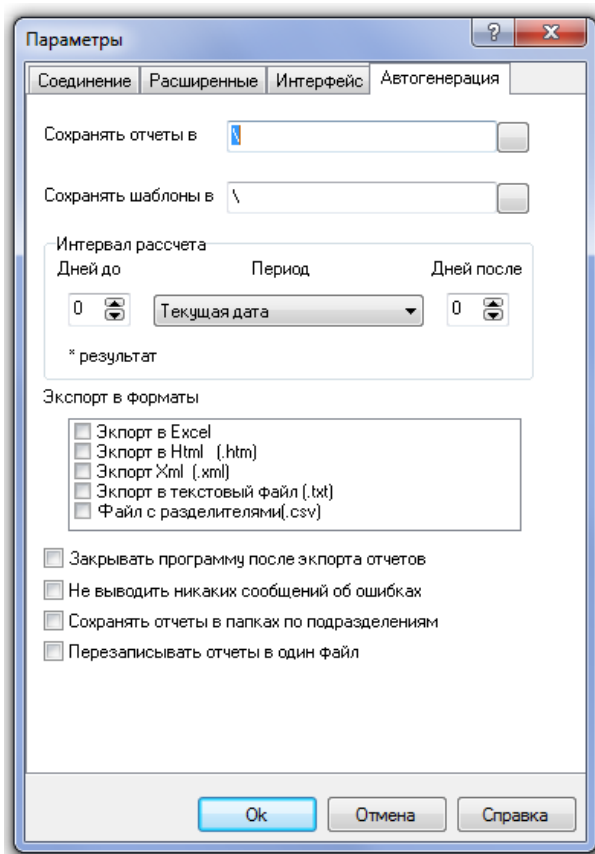 Параметры
?
x
Соединение Расширенные Интерфейс Автогенерация
Сохранять отчеты в \
Сохранять шаблоны в \
Интервал рассчета
Дней до Период Дней после
0 Текущая дата 0
* результат
Экспорт в форматы
Экпорт в Excel
Экпорт в Html (.htm)
Экпорт Xml (.xml)
Экпорт в текстовый файл (.txt)
Файл с разделителями(.csv)
Закрывать программу после экпорта отчетов
Не выводить никаких сообщений об ошибках
Сохранять отчеты в папках по подразделениям
Перезаписывать отчеты в один файл
Ok Отмена Справка